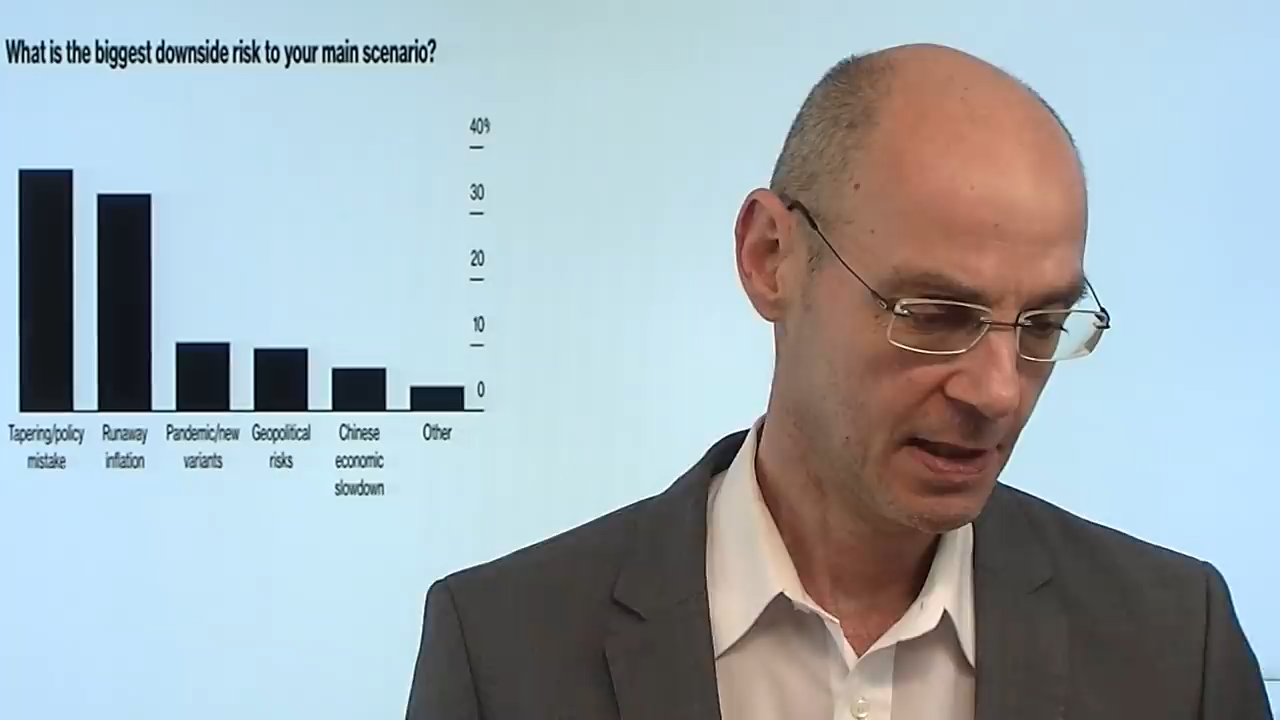 What is the biggest downside risk to your main scenario?
40%
30
20
10
0
Tapering/policy mistake
Runaway inflation
Pandemic/new variants
Geopolitical risks
Chinese economic slowdown
Other